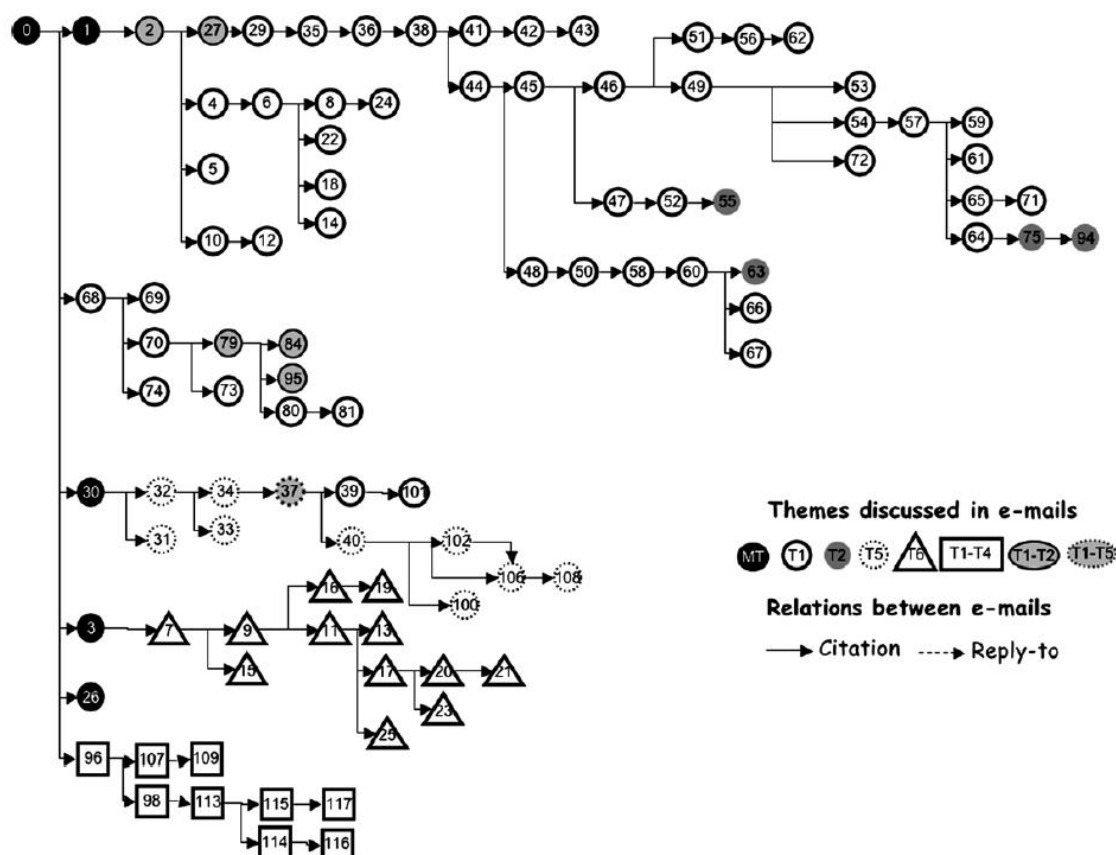 0 1 2 27 29 35 36 38 41 42 43
51 56 62
44 45 46 49 53
4 6 8 24
54 57 59
22
5
72 61
18
47 52 55 65 71
14
10 12
64 75 94
48 50 58 60 63
68 69
66
70 79 84
67
95
74 73
80 81
30 32 34 37 39 101
Themes discussed in e-mails
33
31 40 102
MT T1 T2 T5 T6 T1-T4 T1-T2 T1-T5
106 108
16 19
100
Relations between e-mails
3 7 9 11 13
Citation Reply-to
15 17 20 21
26
23
25
96 107 109
98 113 115 117
114 116